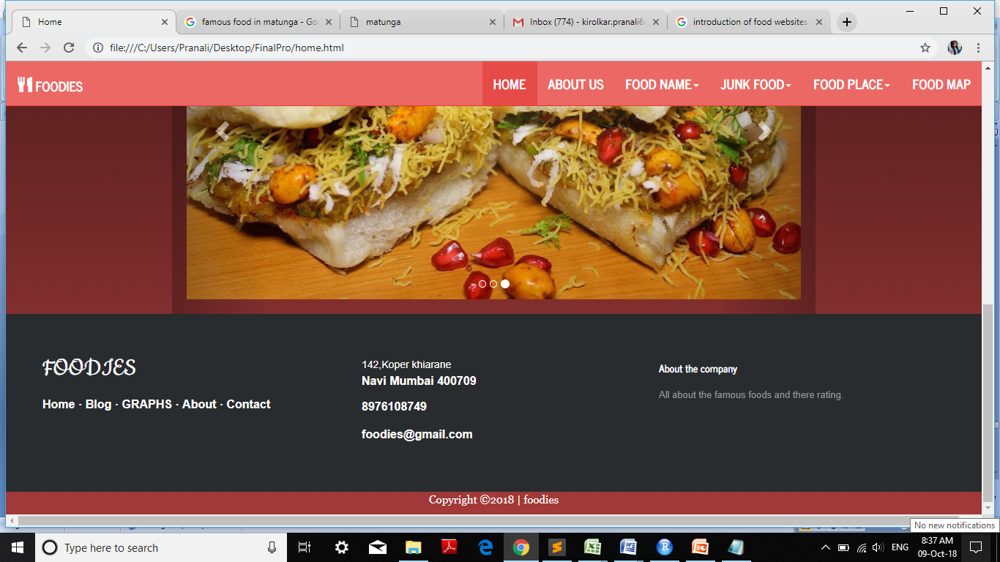 Home
famous food in matunga - Goo
matunga
Inbox (774) - kirolkar.pranali6
introduction of food websites
file:///C:/Users/Pranali/Desktop/FinalPro/home.html
FOODIES
HOME ABOUT US FOOD NAME JUNK FOOD FOOD PLACE FOOD MAP
FOODIES
Home · Blog · GRAPHS · About · Contact
142,Koper khiarane
Navi Mumbai 400709
8976108749
foodies@gmail.com
About the company
All about the famous foods and there rating.
Copyright ©2018 | foodies
No new notifications
Type here to search
ENG
8:37 AM
09-Oct-18